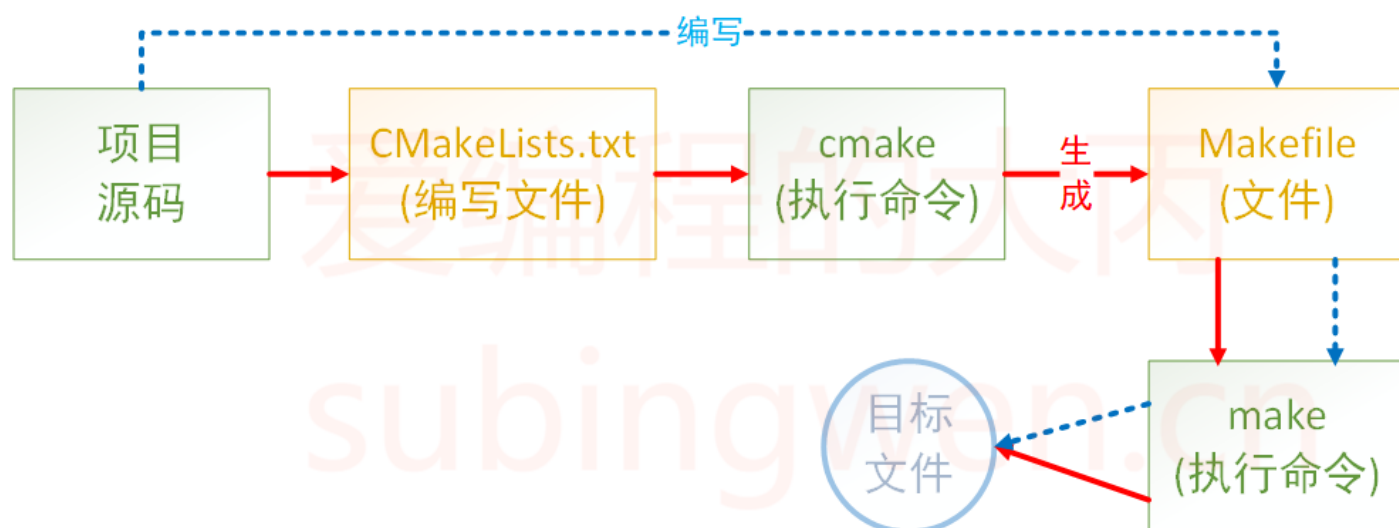 编写
项目
源码
CMakeLists.txt
(编写文件)
cmake
(执行命令)
生
成
Makefile
(文件)
爱编程的大丙
目标
文件
make
(执行命令)
subingwen.cn